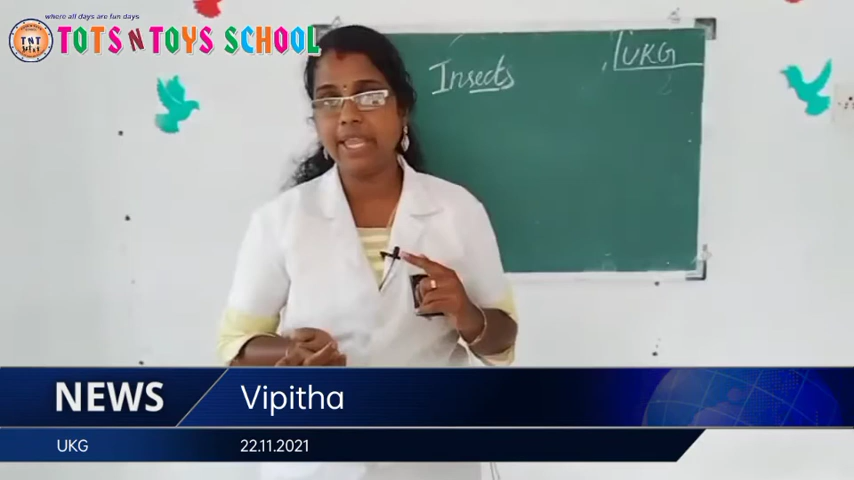 where all days are fun days
TOTS N TOYS SCHOOL
TNT
Insects
UKG
NEWS
Vipitha
UKG
22.11.2021